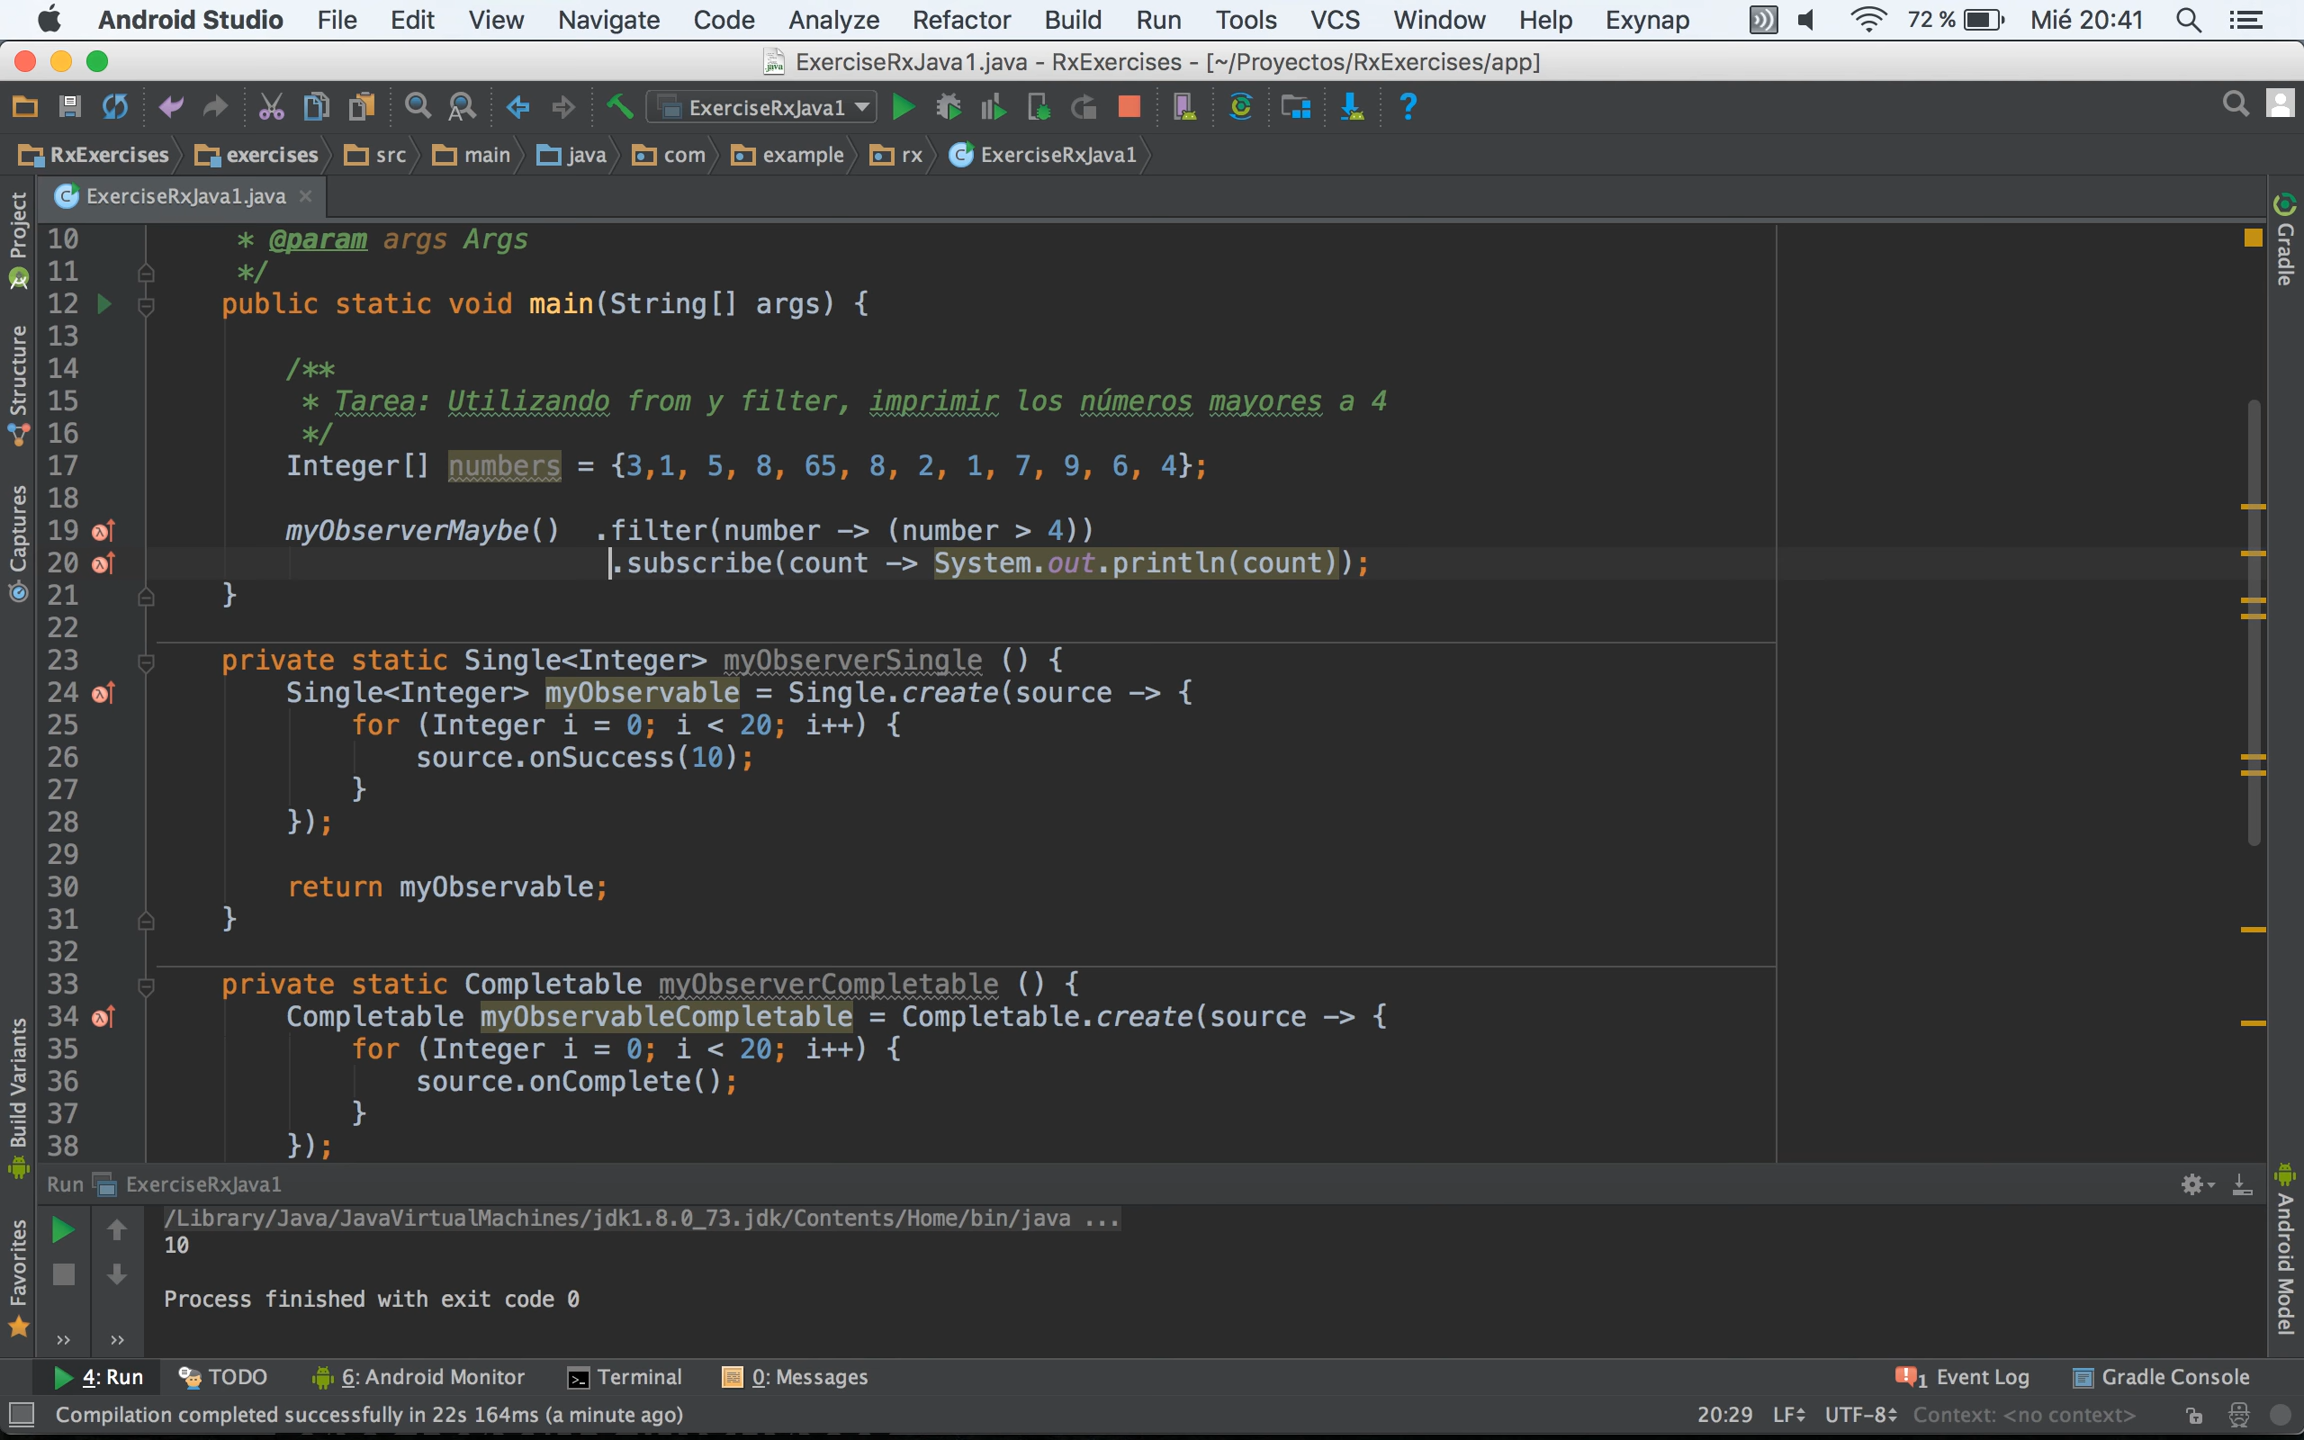 Android Studio File Edit View Navigate Code Analyze Refactor Build Run Tools VCS Window Help Exynap 72 % Mié 20:41
ExerciseRxJava1.java - RxExercises - [~/Proyectos/RxExercises/app]
ExerciseRxJava1
RxExercises exercises src main java com example rx ExerciseRxJava1
ExerciseRxJava1.java
Project
Structure
Captures
Build Variants
Favorites
Gradle
Android Model
10 * @param args Args
11 */
12 public static void main(String[] args) {
13
14 /**
15 * Tarea: Utilizando from y filter, imprimir los números mayores a 4
16 */
17 Integer[] numbers = {3,1, 5, 8, 65, 8, 2, 1, 7, 9, 6, 4};
18
19 myObserverMaybe() .filter(number -> (number > 4))
20 .subscribe(count -> System.out.println(count));
21 }
22
23 private static Single<Integer> myObserverSingle () {
24 Single<Integer> myObservable = Single.create(source -> {
25 for (Integer i = 0; i < 20; i++) {
26 source.onSuccess(10);
27 }
28 });
29
30 return myObservable;
31 }
32
33 private static Completable myObserverCompletable () {
34 Completable myObservableCompletable = Completable.create(source -> {
35 for (Integer i = 0; i < 20; i++) {
36 source.onComplete();
37 }
38 });
Run ExerciseRxJava1
/Library/Java/JavaVirtualMachines/jdk1.8.0_73.jdk/Contents/Home/bin/java ...
10
Process finished with exit code 0
4: Run TODO 6: Android Monitor Terminal 0: Messages 1 Event Log Gradle Console
Compilation completed successfully in 22s 164ms (a minute ago) 20:29 LF UTF-8 Context: <no context>